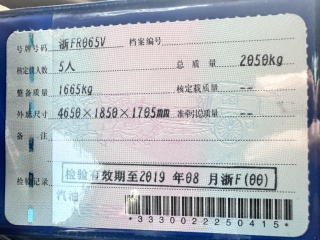 号牌号码 浙FR065V 档案编号
核定载人数 5人 总质量 2050kg
整备质量 1665kg 核定载质量 --
外廓尺寸 4650×1850×1705mm 准牵引总质量 --
备注
检验记录 检验有效期至2019年08月浙F(00)
汽油
*3330022250415*